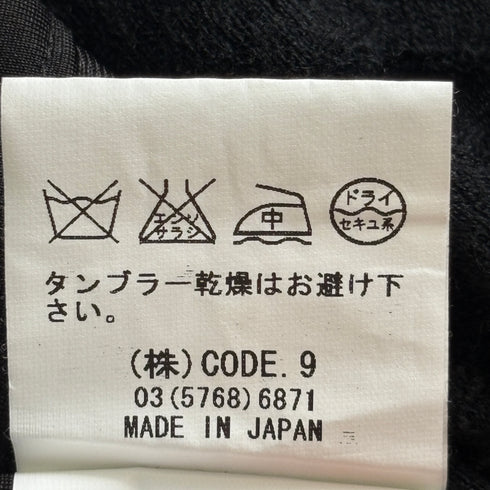 エンソ
サラシ
中
ドライ
セキユ系
タンブラー乾燥はお避け下
さい。
(株)CODE.9
03(5768)6871
MADE IN JAPAN